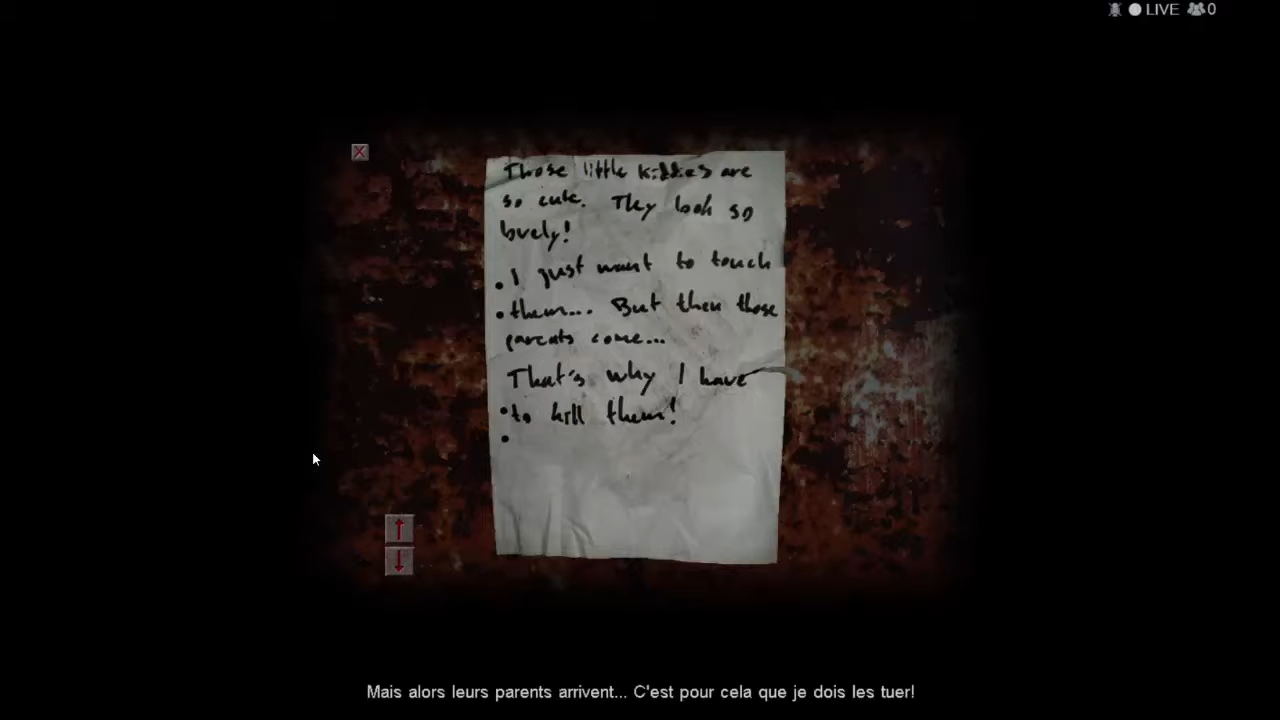 LIVE 0
Those little kiddies are
so cute. They look so
lovely!
I just want to touch
them... But then those
parents come...
That's why I have
to kill them!
Mais alors leurs parents arrivent... C'est pour cela que je dois les tuer!